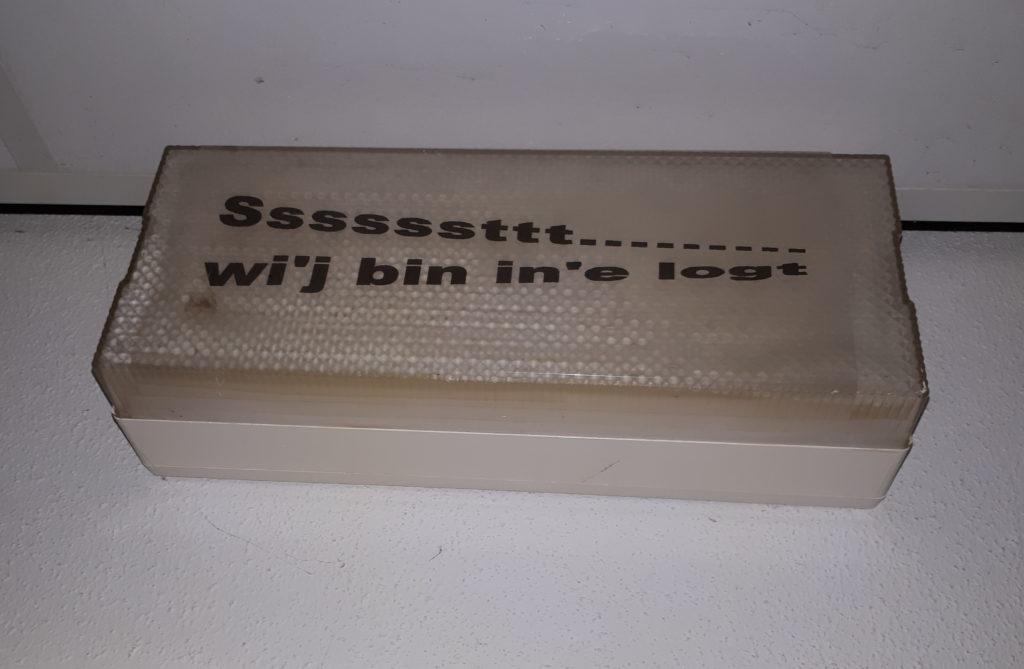 Sssssssttt.........
wi'j bin in'e logt